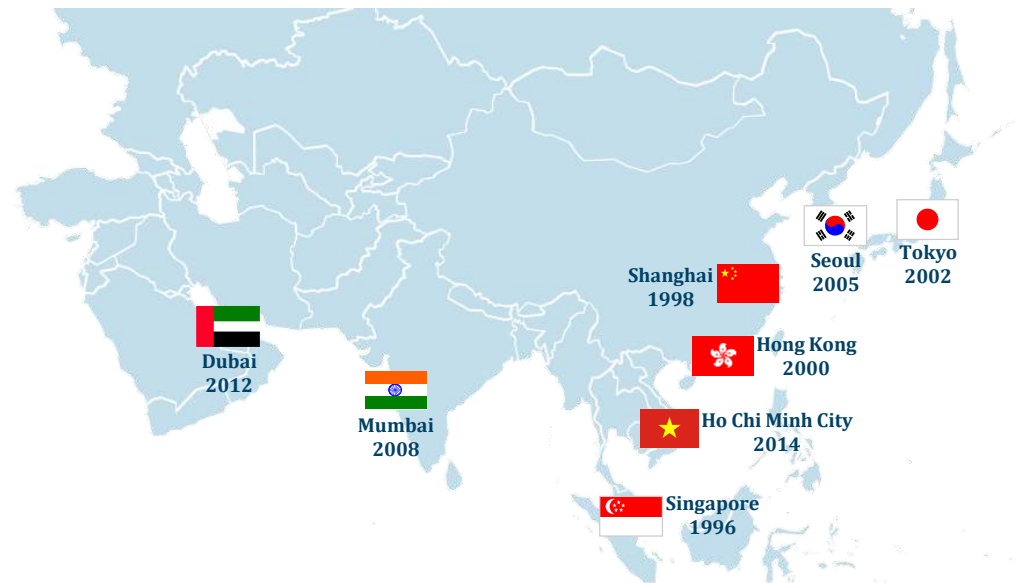 Seoul
2005
Tokyo
2002
Shanghai
1998
Dubai
2012
Hong Kong
2000
Mumbai
2008
Ho Chi Minh City
2014
Singapore
1996